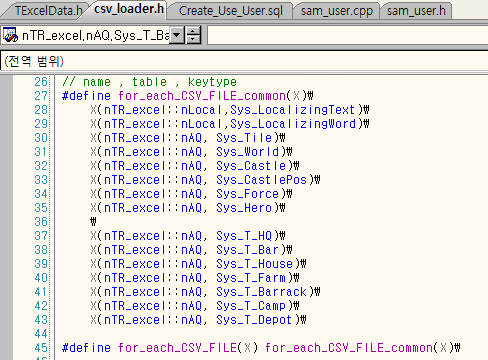 TExcelData.h csv_loader.h Create_Use_User.sql sam_user.cpp sam_user.h
nTR_excel,nAQ,Sys_T_Ba
(전역 범위)
26 // name , table , keytype
27 #define for_each_CSV_FILE_common(X)₩
28 X(nTR_excel::nLocal,Sys_LocalizingText)₩
29 X(nTR_excel::nLocal,Sys_LocalizingWord)₩
30 X(nTR_excel::nAQ, Sys_Tile)₩
31 X(nTR_excel::nAQ, Sys_World)₩
32 X(nTR_excel::nAQ, Sys_Castle)₩
33 X(nTR_excel::nAQ, Sys_CastlePos)₩
34 X(nTR_excel::nAQ, Sys_Force)₩
35 X(nTR_excel::nAQ, Sys_Hero)₩
36 ₩
37 X(nTR_excel::nAQ, Sys_T_HQ)₩
38 X(nTR_excel::nAQ, Sys_T_Bar)₩
39 X(nTR_excel::nAQ, Sys_T_House)₩
40 X(nTR_excel::nAQ, Sys_T_Farm)₩
41 X(nTR_excel::nAQ, Sys_T_Barrack)₩
42 X(nTR_excel::nAQ, Sys_T_Camp)₩
43 X(nTR_excel::nAQ, Sys_T_Depot)₩
44
45 #define for_each_CSV_FILE(X) for_each_CSV_FILE_common(X)₩